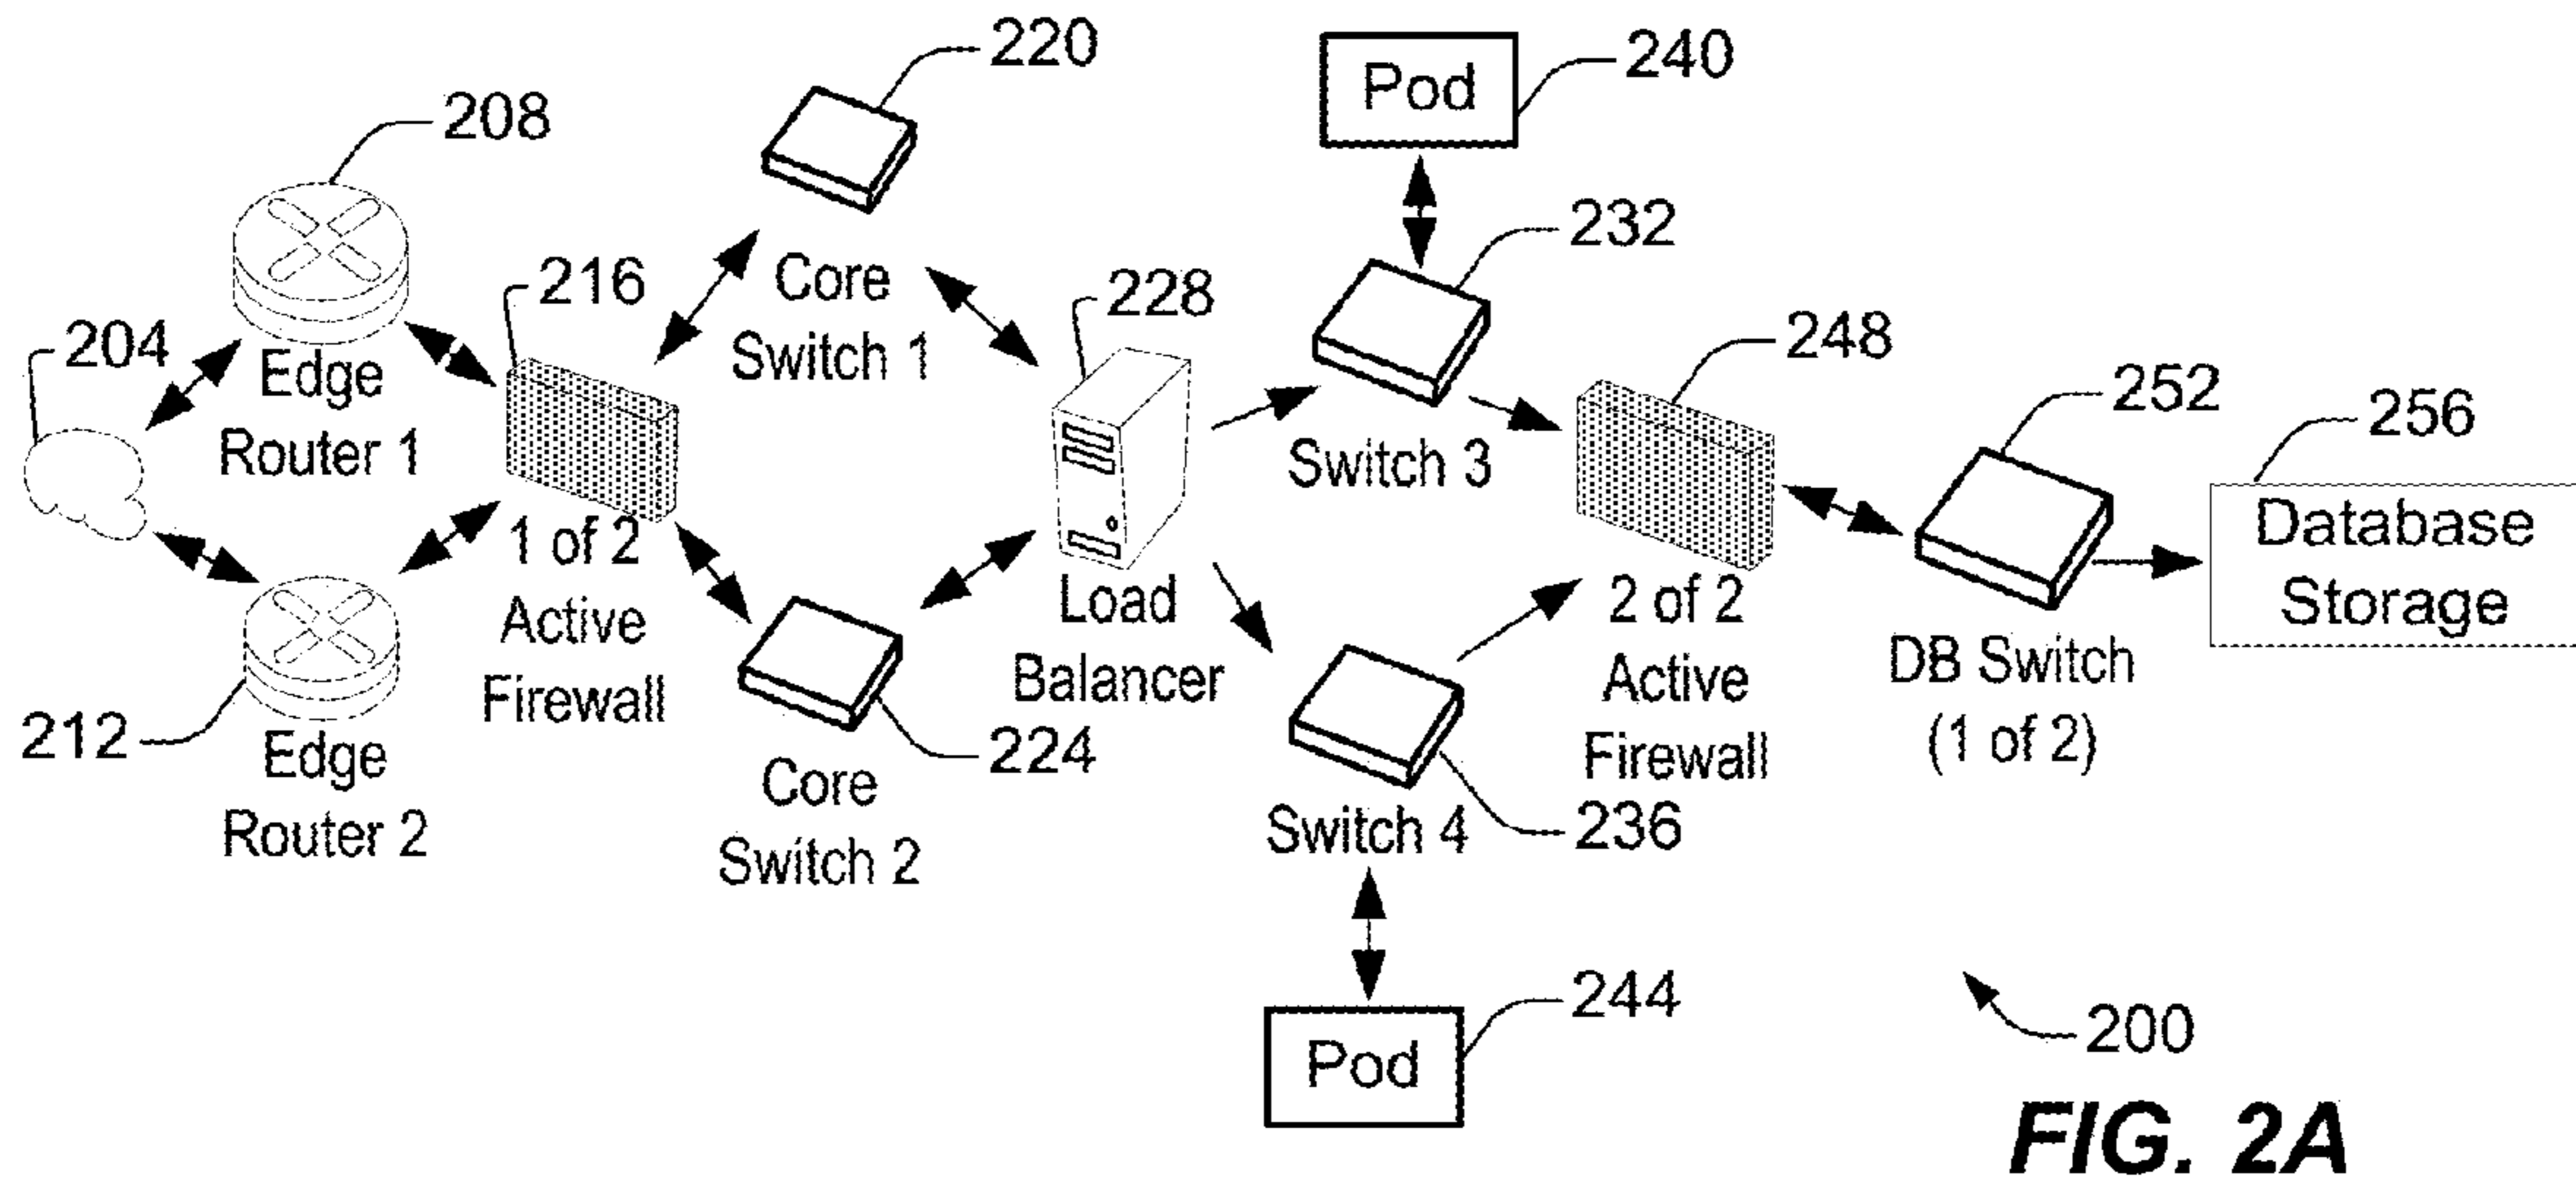 220
Pod
240
208
232
216
Core
Switch 1
228
204
Edge
Router 1
248
252
256
Switch 3
Database
Storage
1 of 2
Active
Firewall
Load
Balancer
2 of 2
Active
Firewall
DB Switch
(1 of 2)
212
Edge
Router 2
224
Core
Switch 2
Switch 4
236
244
Pod
200
FIG. 2A